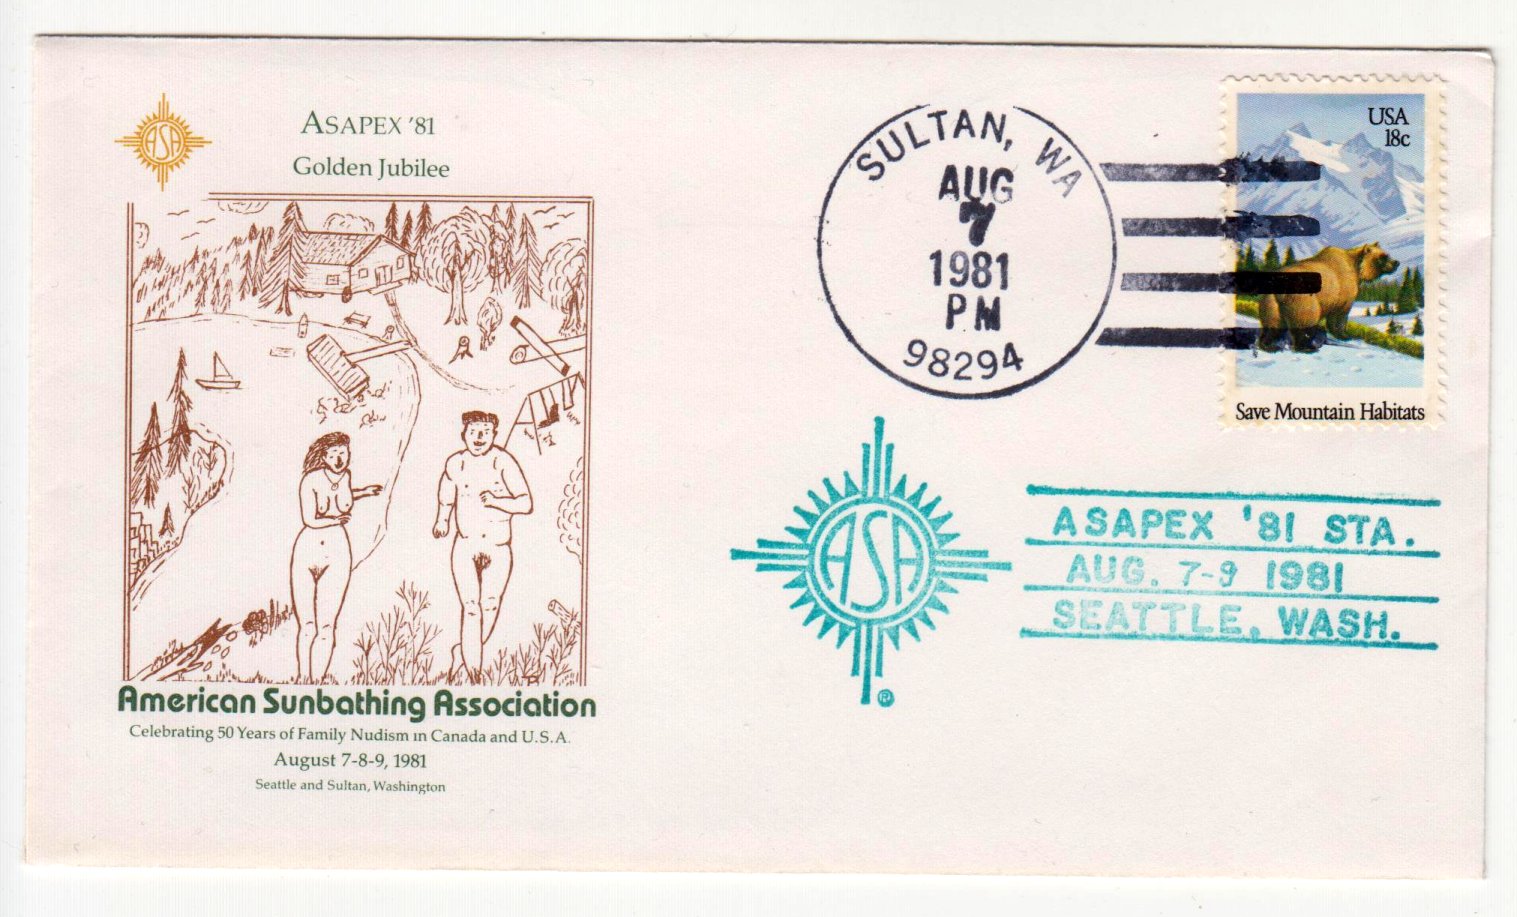 ASA
ASAPEX '81
Golden Jubilee
American Sunbathing Association
Celebrating 50 Years of Family Nudism in Canada and U.S.A.
August 7-8-9, 1981
Seattle and Sultan, Washington
SULTAN, WA
AUG
7
1981
PM
98294
USA
18c
Save Mountain Habitats
ASA
®
ASAPEX '81 STA.
AUG. 7-9 1981
SEATTLE, WASH.